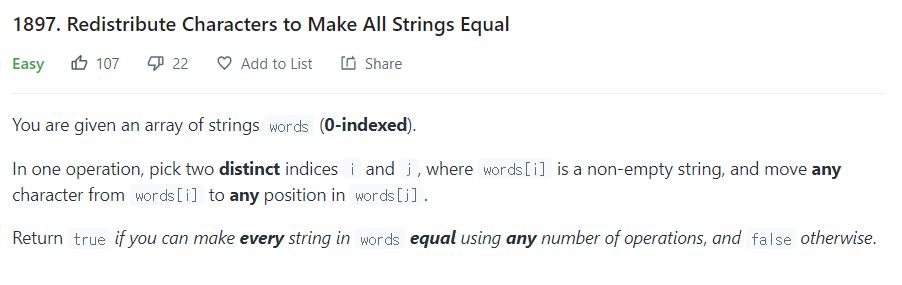 1897. Redistribute Characters to Make All Strings Equal
Easy 107 22 Add to List Share
You are given an array of strings words (0-indexed).
In one operation, pick two distinct indices i and j, where words[i] is a non-empty string, and move any
character from words[i] to any position in words[j].
Return true if you can make every string in words equal using any number of operations, and false otherwise.